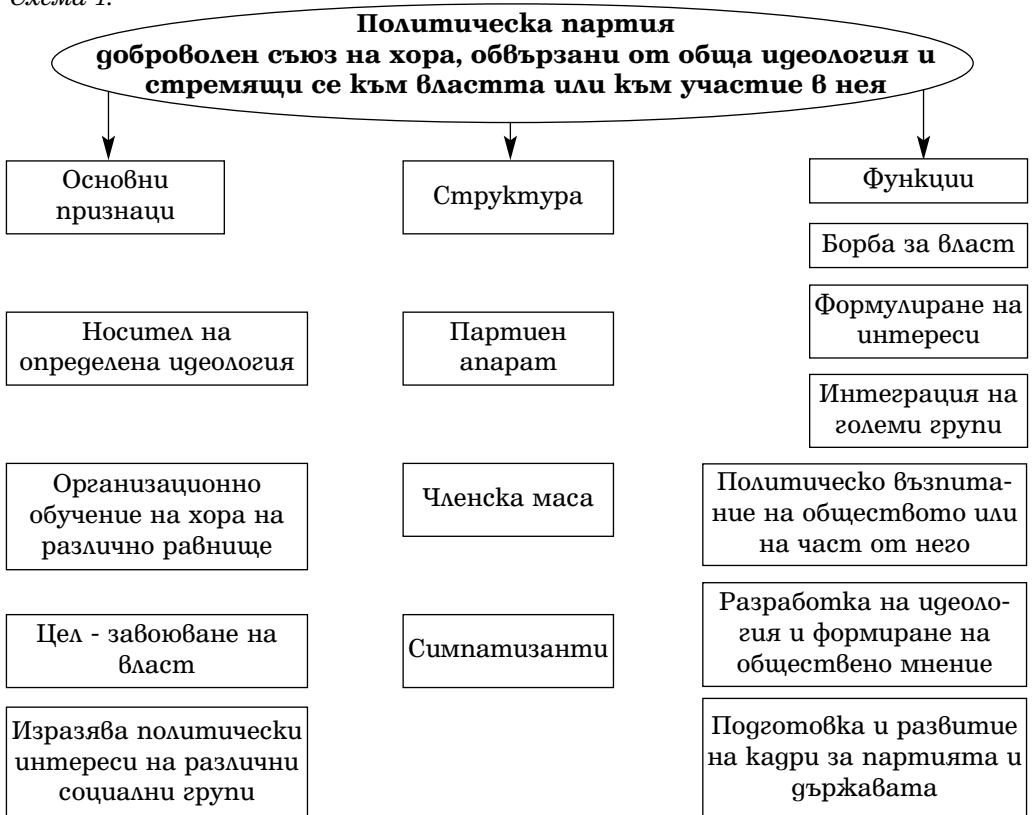 Схема 1.
Политическа партия
доброволен съюз на хора, обвързани от обща идеология и
стремящи се към властта или към участие в нея
Основни
признаци
Носител на
определена идеология
Организационно
обучение на хора на
различно равнище
Цел - завоюване на
власт
Изразява политически
интереси на различни
социални групи
Структура
Партиен
апарат
Членска маса
Симпатизанти
Функции
Борба за власт
Формулиране на
интереси
Интеграция на
големи групи
Политическо възпита-
ние на обществото или
на част от него
Разработка на идеоло-
гия и формиране на
обществено мнение
Подготовка и развитие
на кадри за партията и
държавата